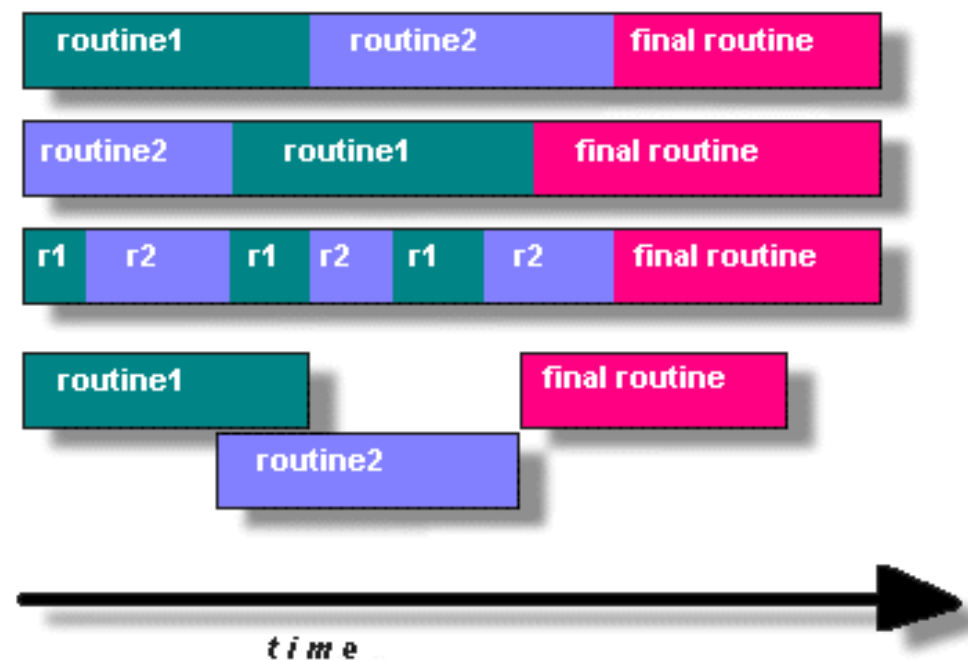 routine1 routine2 final routine
routine2 routine1 final routine
r1 r2 r1 r2 r1 r2 final routine
routine1 final routine
routine2
time